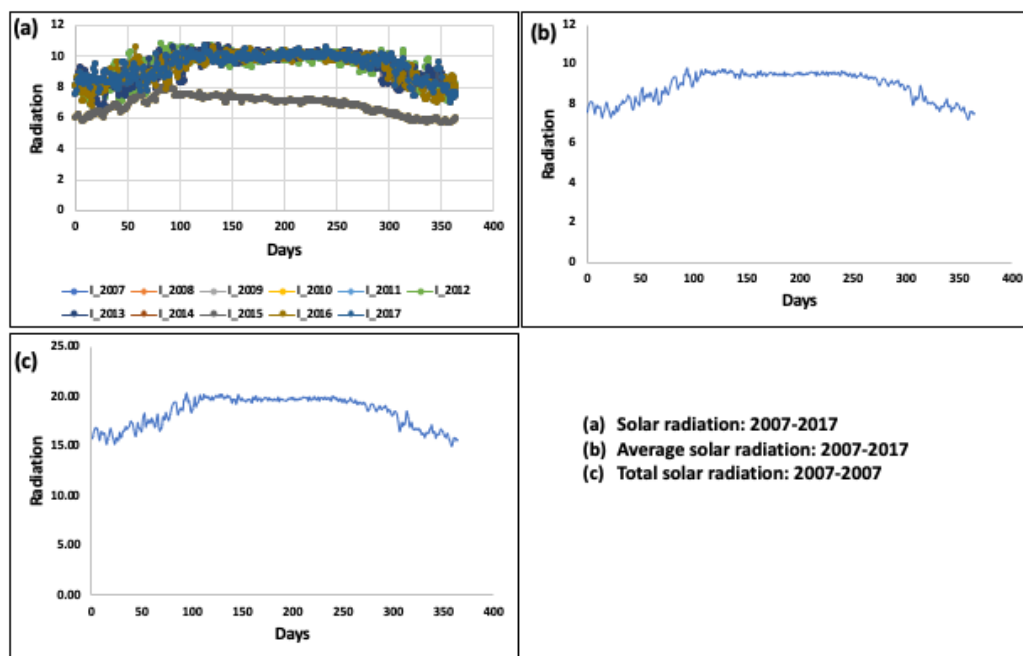 (a)
12
10
8
6
4
2
0
Radiation
0 50 100 150 200 250 300 350 400
Days
I_2007 I_2008 I_2009 I_2010 I_2011 I_2012
I_2013 I_2014 I_2015 I_2016 I_2017
(b)
12
10
8
6
4
2
0
Radiation
0 50 100 150 200 250 300 350 400
Days
(c)
25.00
20.00
15.00
10.00
5.00
0.00
Radiation
0 50 100 150 200 250 300 350 400
Days
(a) Solar radiation: 2007-2017
(b) Average solar radiation: 2007-2017
(c) Total solar radiation: 2007-2007